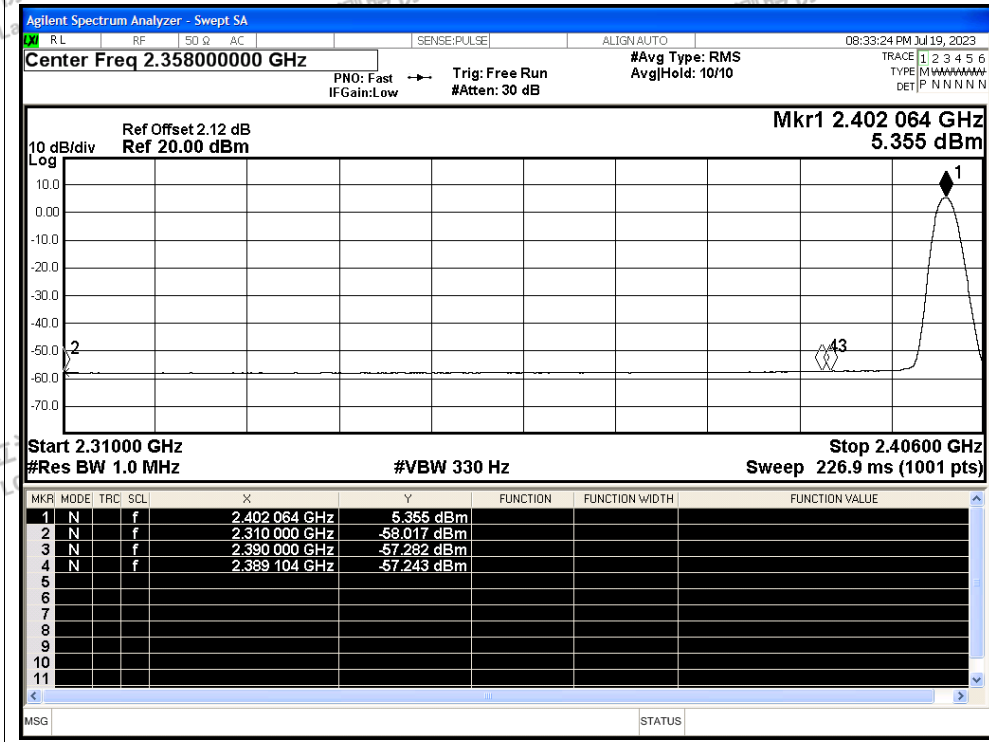 Agilent Spectrum Analyzer - Swept SA
LXI RL RF 50 Ω AC SENSE:PULSE ALIGN AUTO 08:33:24 PM Jul 19, 2023
Center Freq 2.358000000 GHz
PNO: Fast
IFGain:Low
Trig: Free Run
#Atten: 30 dB
#Avg Type: RMS
Avg|Hold: 10/10
TRACE 1 2 3 4 5 6
TYPE MWWWWW
DET P N N N N N
Mkr1 2.402 064 GHz
5.355 dBm
Ref Offset 2.12 dB
10 dB/div Ref 20.00 dBm
Log
10.0
0.00
-10.0
-20.0
-30.0
-40.0
-50.0
-60.0
-70.0
1
2
43
Start 2.31000 GHz Stop 2.40600 GHz
#Res BW 1.0 MHz #VBW 330 Hz Sweep 226.9 ms (1001 pts)
MKR MODE TRC SCL X Y FUNCTION FUNCTION WIDTH FUNCTION VALUE
1 N f 2.402 064 GHz 5.355 dBm
2 N f 2.310 000 GHz -58.017 dBm
3 N f 2.390 000 GHz -57.282 dBm
4 N f 2.389 104 GHz -57.243 dBm
5
6
7
8
9
10
11
MSG STATUS